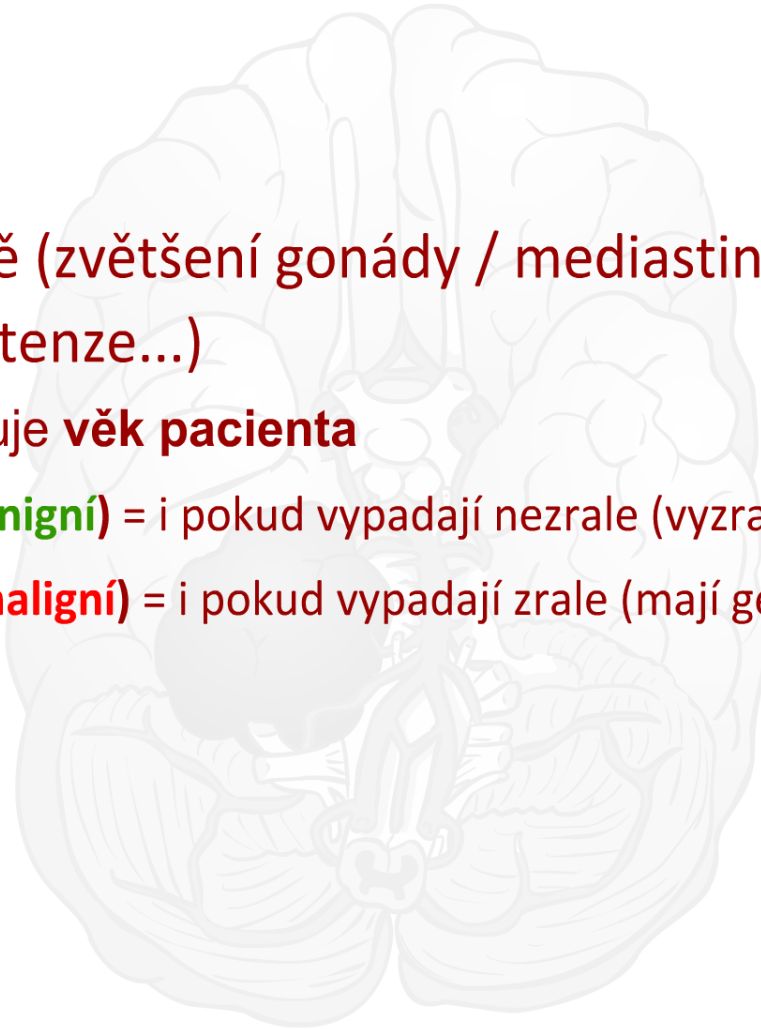 ě (zvětšení gonády / mediastin
tenze...)
uje věk pacienta
nigní) = i pokud vypadají nezrale (vyzra
aligní) = i pokud vypadají zrale (mají ge